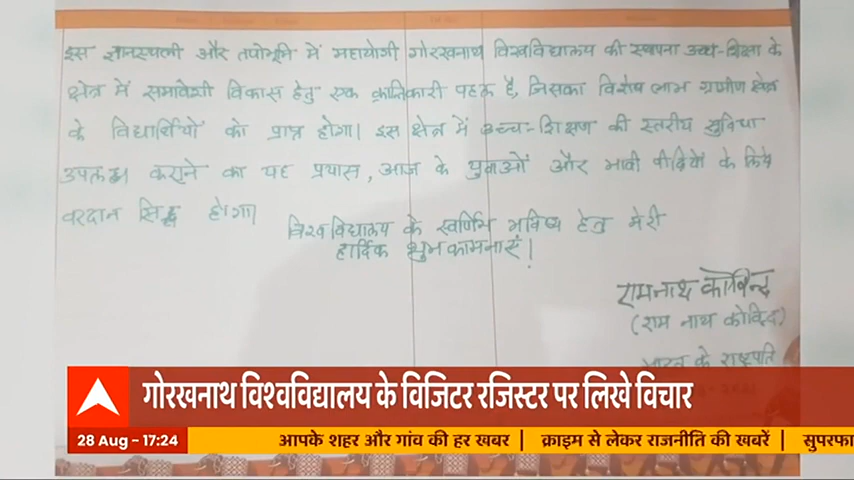 इस ज्ञानस्थली और तपोभूमि में महायोगी गोरखनाथ विश्वविद्यालय की स्थापना उच्च-शिक्षा के
क्षेत्र में समावेशी विकास हेतु एक क्रांतिकारी पहल है, जिसका विशेष लाभ ग्रामीण क्षेत्र
के विद्यार्थियों को प्राप्त होगा। इस क्षेत्र में उच्च-शिक्षण की स्तरीय सुविधा
उपलब्ध कराने का यह प्रयास, आज के युवाओं और भावी पीढ़ियों के लिये
वरदान सिद्ध होगा।
विश्वविद्यालय के स्वर्णिम भविष्य हेतु मेरी
हार्दिक शुभकामनाएं!
रामनाथ कोविन्द
(राम नाथ कोविन्द)
भारत के राष्ट्रपति
गोरखनाथ विश्वविद्यालय के विजिटर रजिस्टर पर लिखे विचार
28 Aug - 17:24 आपके शहर और गांव की हर खबर | क्राइम से लेकर राजनीति की खबरें | सुपरफा